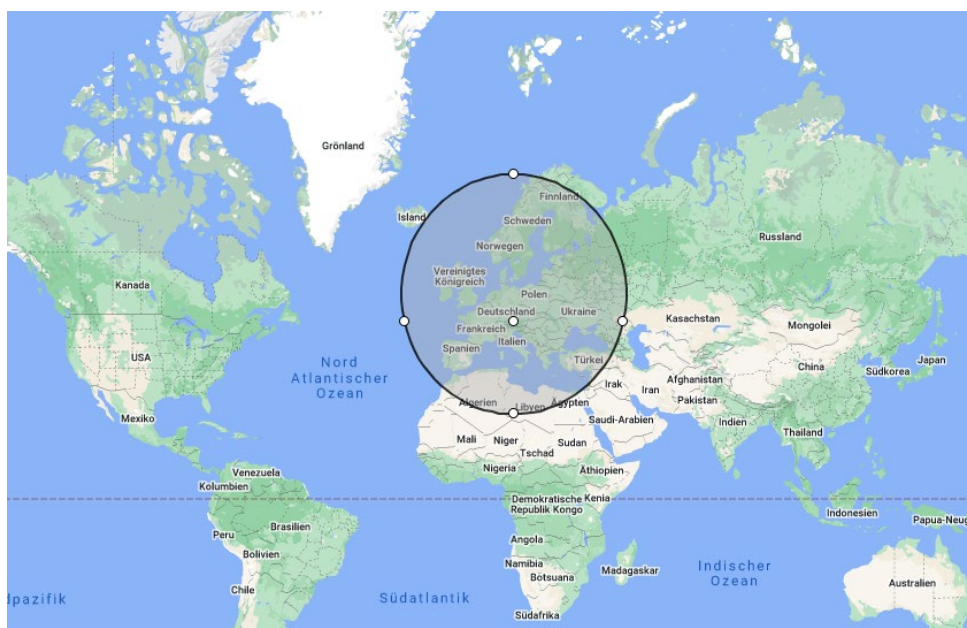 Grönland
Finnland
Island
Schweden
Russland
Norwegen
Vereinigtes
Königreich
Kanada
Polen
Deutschland
Ukraine
Kasachstan
Mongolei
Frankreich
USA
Italien
Spanien
Türkei
Japan
China
Südkorea
Nord
Atlantischer
Ozean
Irak
Iran
Afghanistan
Pakistan
Algerien
Libyen
Ägypten
Mexiko
Saudi-Arabien
Indien
Mali
Niger
Sudan
Thailand
Tschad
Venezuela
Nigeria
Äthiopien
Kolumbien
Demokratische
Republik Kongo
Kenia
Indonesien
Papua-Neug
Brasilien
Peru
Angola
Bolivien
Namibia
Madagaskar
Indischer
Ozean
Botsuana
Australien
Chile
dpazifik
Südatlantik
Südafrika